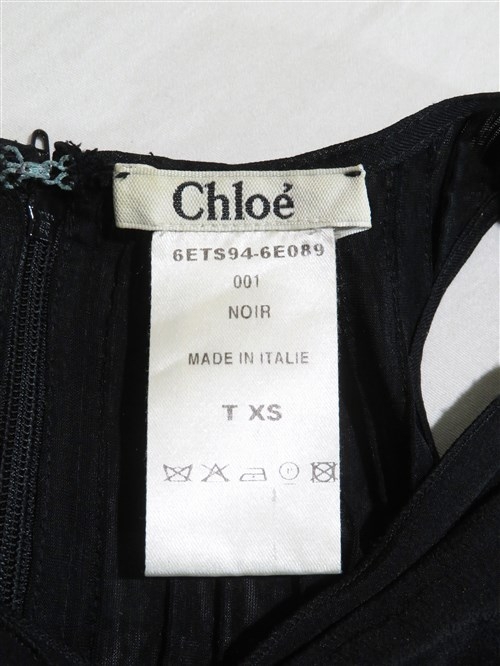 Chloé
6ETS94-6E089
001
NOIR
MADE IN ITALIE
T XS